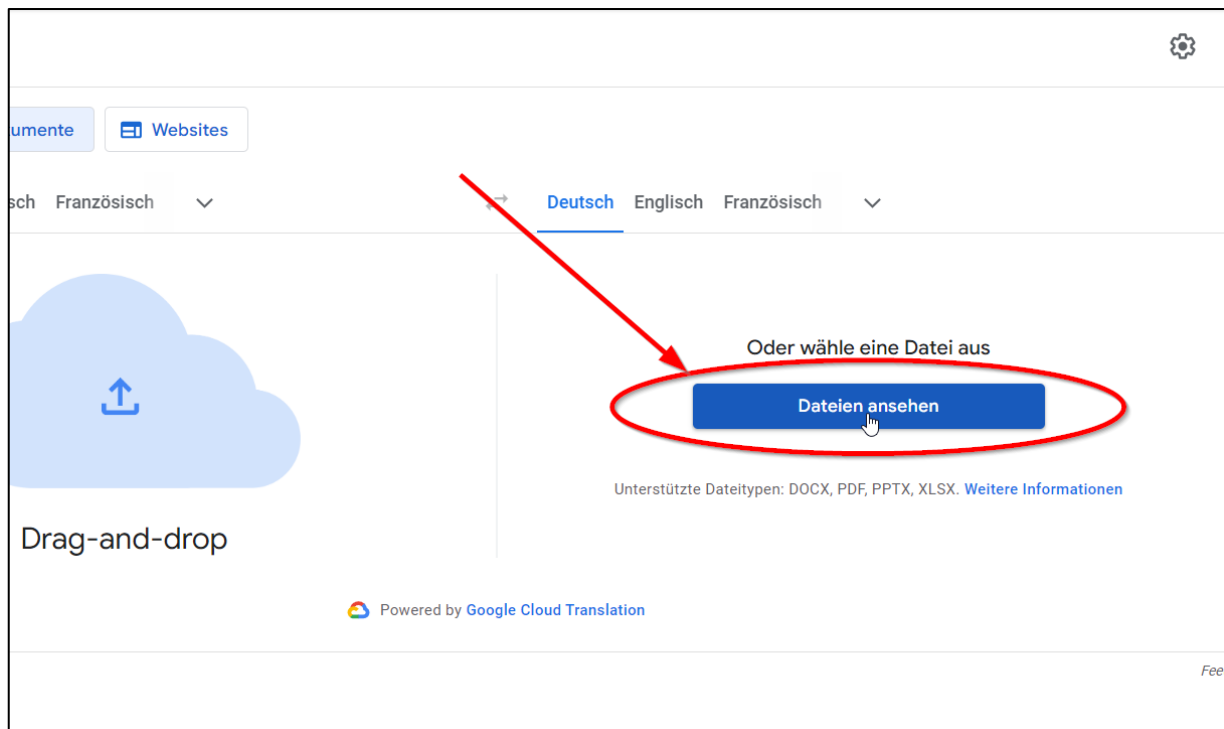 umente Websites
sch Französisch Deutsch Englisch Französisch
Oder wähle eine Datei aus
Dateien ansehen
Unterstützte Dateitypen: DOCX, PDF, PPTX, XLSX. Weitere Informationen
Drag-and-drop
Powered by Google Cloud Translation
Fee